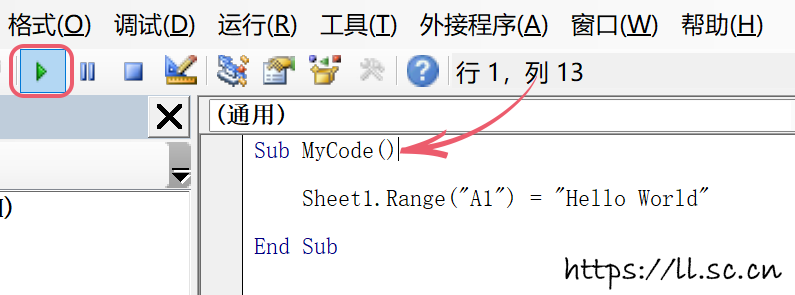 格式(O) 调试(D) 运行(R) 工具(T) 外接程序(A) 窗口(W) 帮助(H)
行 1，列 13
(通用)
Sub MyCode()
Sheet1.Range("A1") = "Hello World"
End Sub
https://ll.sc.cn